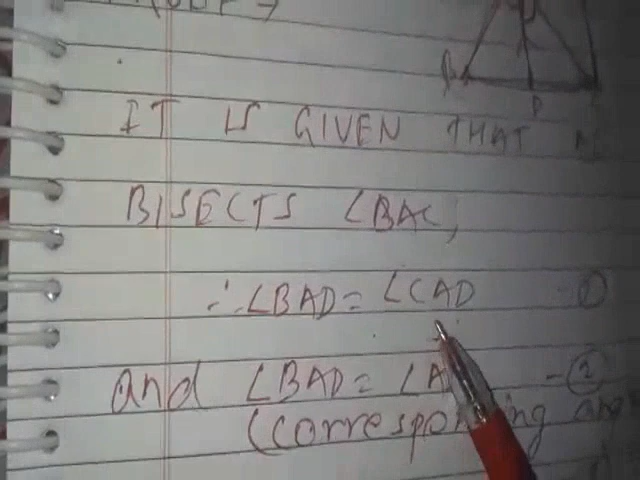 B
D
IT IS GIVEN THAT
BISECTS ∠BAC,
∴ ∠BAD = ∠CAD - ①
and ∠BAD = ∠A - ②
(corresponding